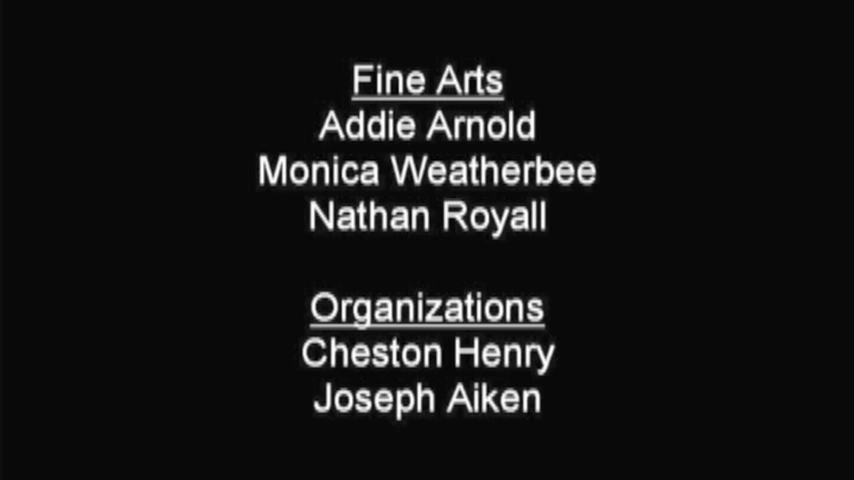 Fine Arts
Addie Arnold
Monica Weatherbee
Nathan Royall
Organizations
Cheston Henry
Joseph Aiken